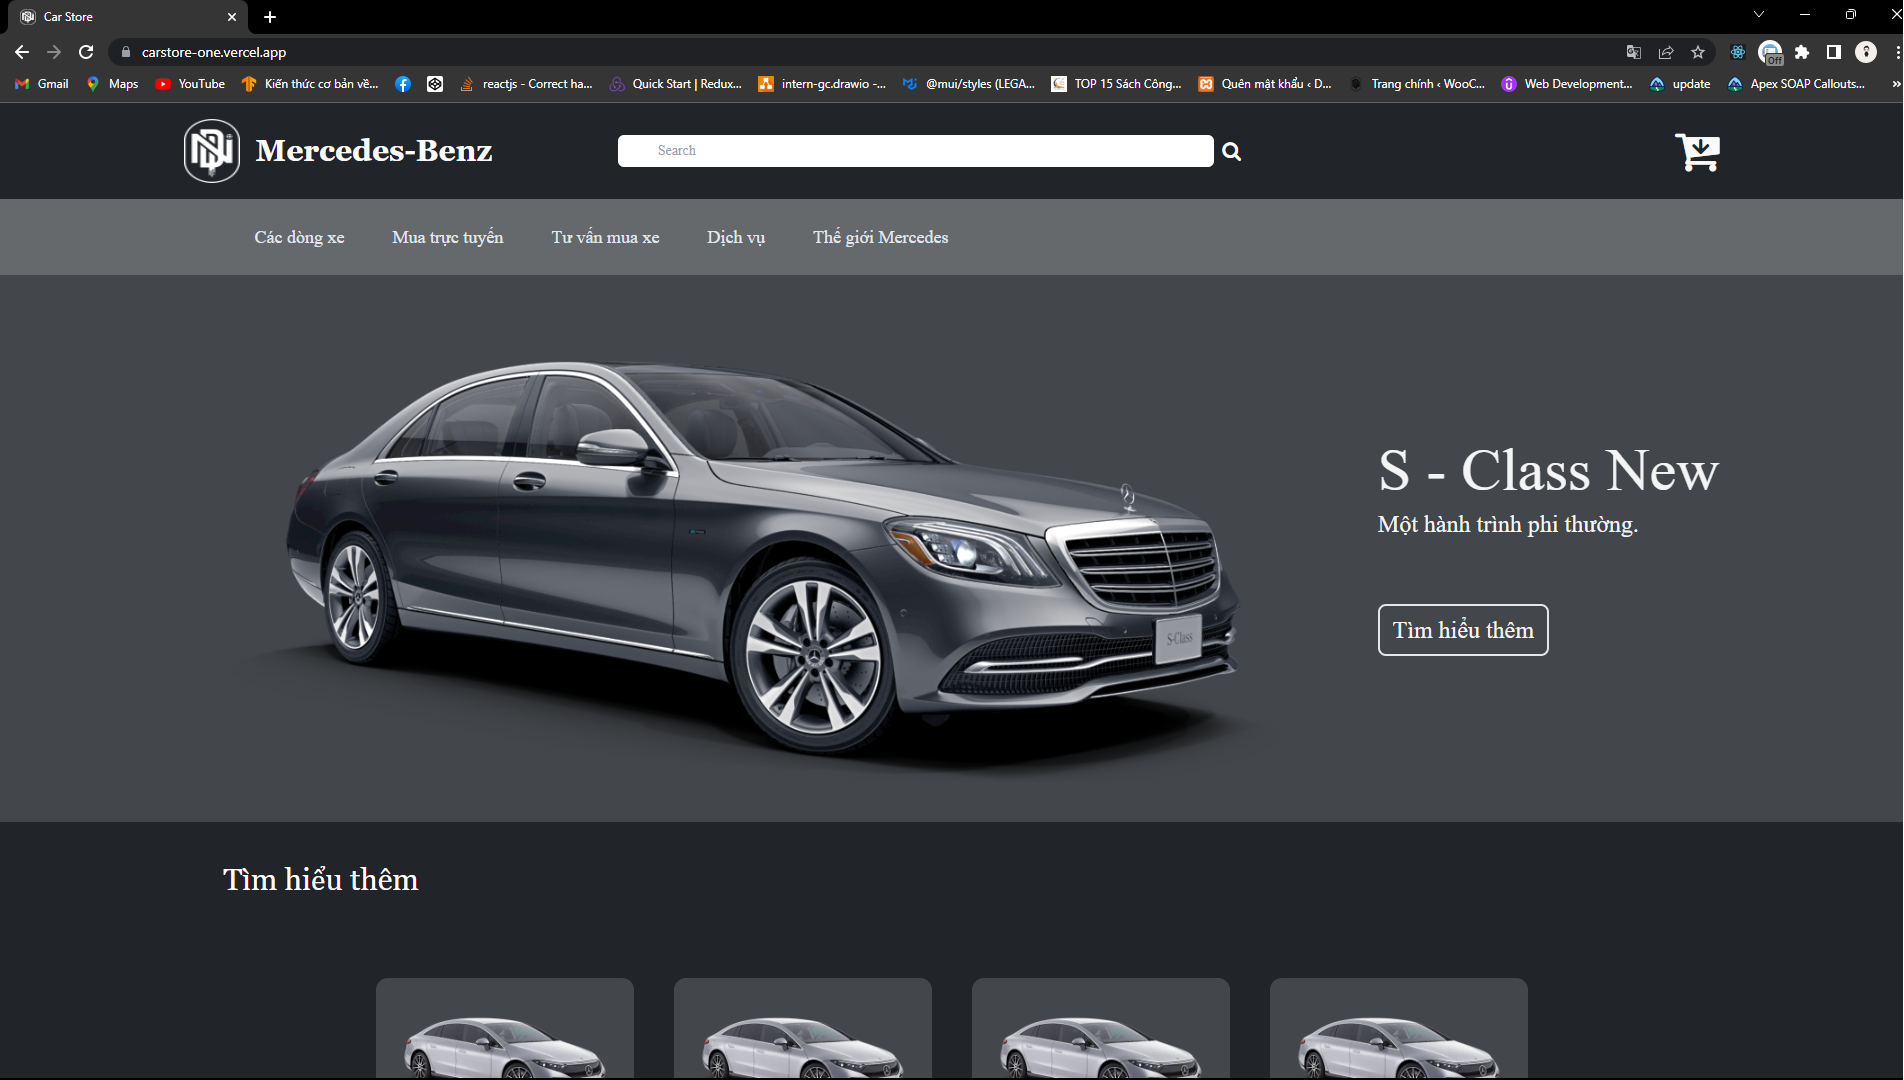 Car Store
carstore-one.vercel.app
Off
Gmail
Maps
YouTube
Kiến thức cơ bản về...
reactjs - Correct ha...
Quick Start | Redux...
intern-gc.drawio -...
@mui/styles (LEGA...
TOP 15 Sách Công...
Quên mật khẩu ‹ D...
Trang chính ‹ WooC...
Web Development...
update
Apex SOAP Callouts...
Mercedes-Benz
Search
Các dòng xe
Mua trực tuyến
Tư vấn mua xe
Dịch vụ
Thế giới Mercedes
S - Class New
Một hành trình phi thường.
Tìm hiểu thêm
S-Class
Tìm hiểu thêm